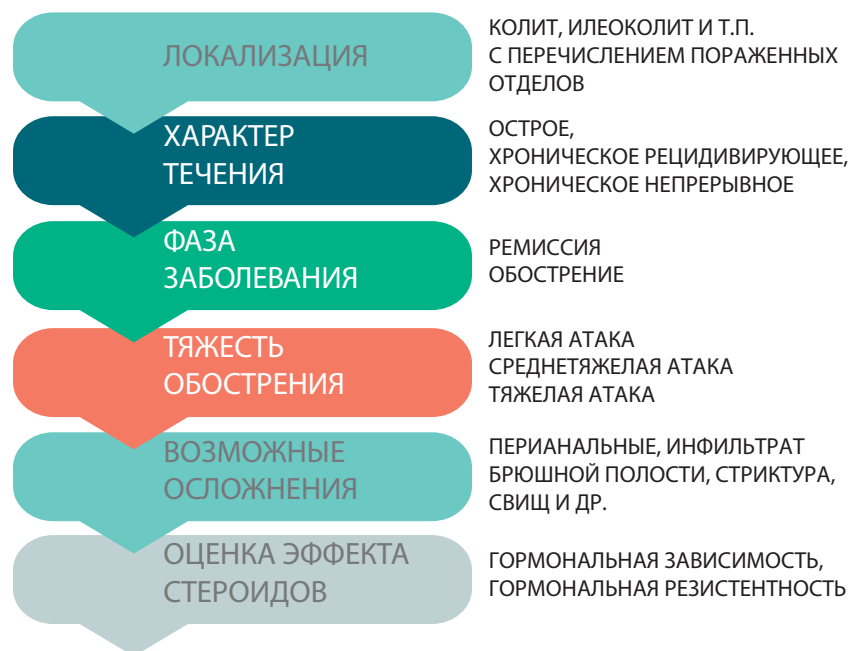 ЛОКАЛИЗАЦИЯ
КОЛИТ, ИЛЕОКОЛИТ И Т.П.
С ПЕРЕЧИСЛЕНИЕМ ПОРАЖЕННЫХ
ОТДЕЛОВ
ХАРАКТЕР
ТЕЧЕНИЯ
ОСТРОЕ,
ХРОНИЧЕСКОЕ РЕЦИДИВИРУЮЩЕЕ,
ХРОНИЧЕСКОЕ НЕПРЕРЫВНОЕ
ФАЗА
ЗАБОЛЕВАНИЯ
РЕМИССИЯ
ОБОСТРЕНИЕ
ТЯЖЕСТЬ
ОБОСТРЕНИЯ
ЛЕГКАЯ АТАКА
СРЕДНЕТЯЖЕЛАЯ АТАКА
ТЯЖЕЛАЯ АТАКА
ВОЗМОЖНЫЕ
ОСЛОЖНЕНИЯ
ПЕРИАНАЛЬНЫЕ, ИНФИЛЬТРАТ
БРЮШНОЙ ПОЛОСТИ, СТРИКТУРА,
СВИЩ И ДР.
ОЦЕНКА ЭФФЕКТА
СТЕРОИДОВ
ГОРМОНАЛЬНАЯ ЗАВИСИМОСТЬ,
ГОРМОНАЛЬНАЯ РЕЗИСТЕНТНОСТЬ